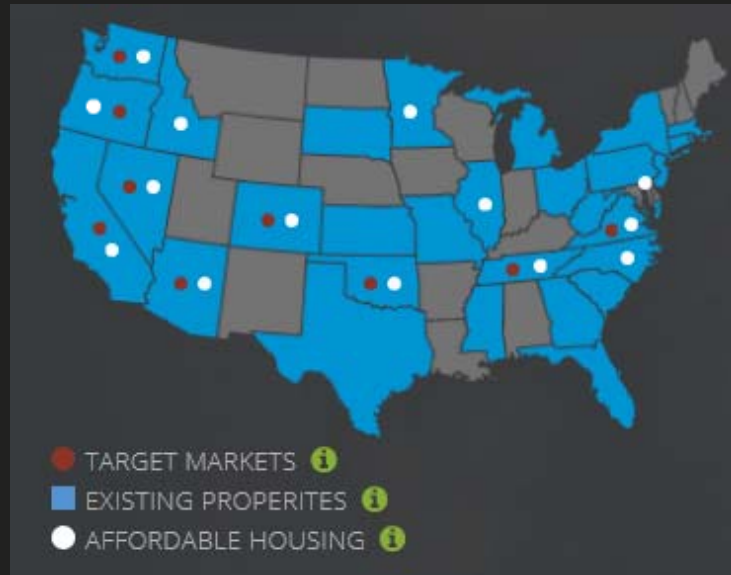 TARGET MARKETS i
EXISTING PROPERITES i
AFFORDABLE HOUSING i